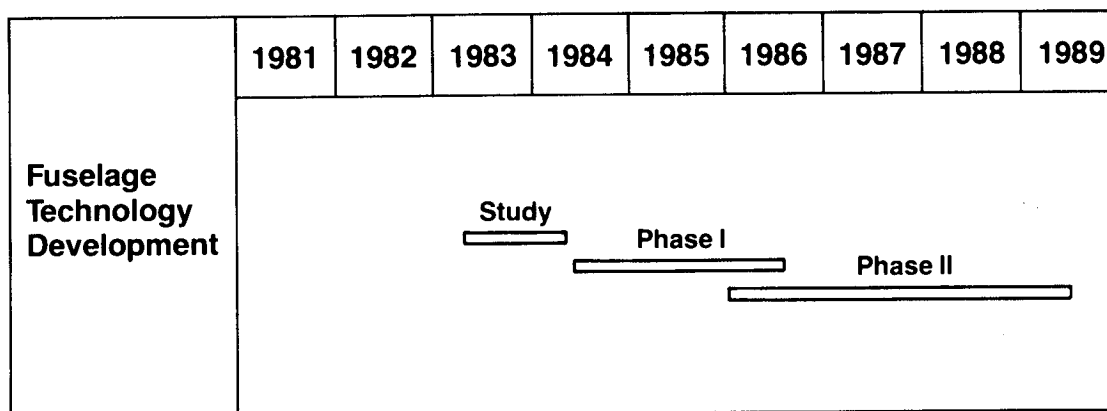 1981 1982 1983 1984 1985 1986 1987 1988 1989
Fuselage
Technology
Development
Study
Phase I
Phase II